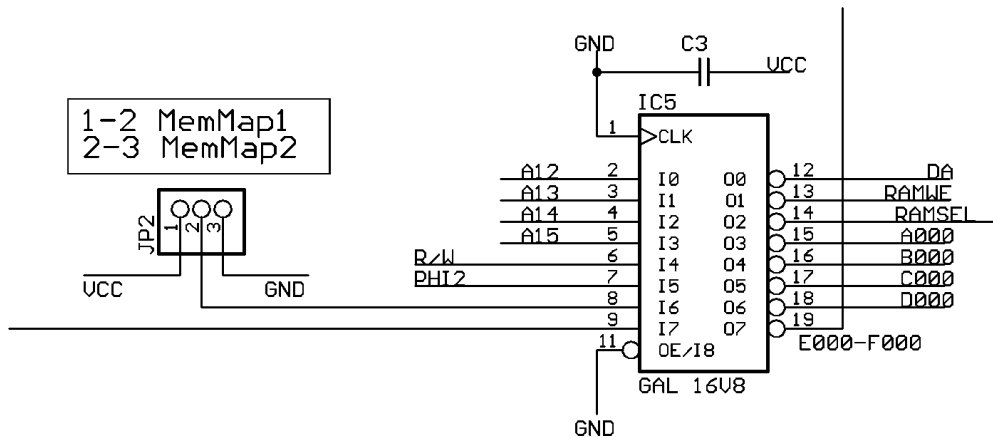 GND
C3
VCC
IC5
1-2 MemMap1
2-3 MemMap2
1
CLK
A12 2 I0 O0 12 DA
A13 3 I1 O1 13 RAMWE
A14 4 I2 O2 14 RAMSEL
A15 5 I3 O3 15 A000
R/W 6 I4 O4 16 B000
PHI2 7 I5 O5 17 C000
8 I6 O6 18 D000
9 I7 O7 19
E000-F000
11 OE/I8
JP2
1 2 3
VCC
GND
GAL 16V8
GND